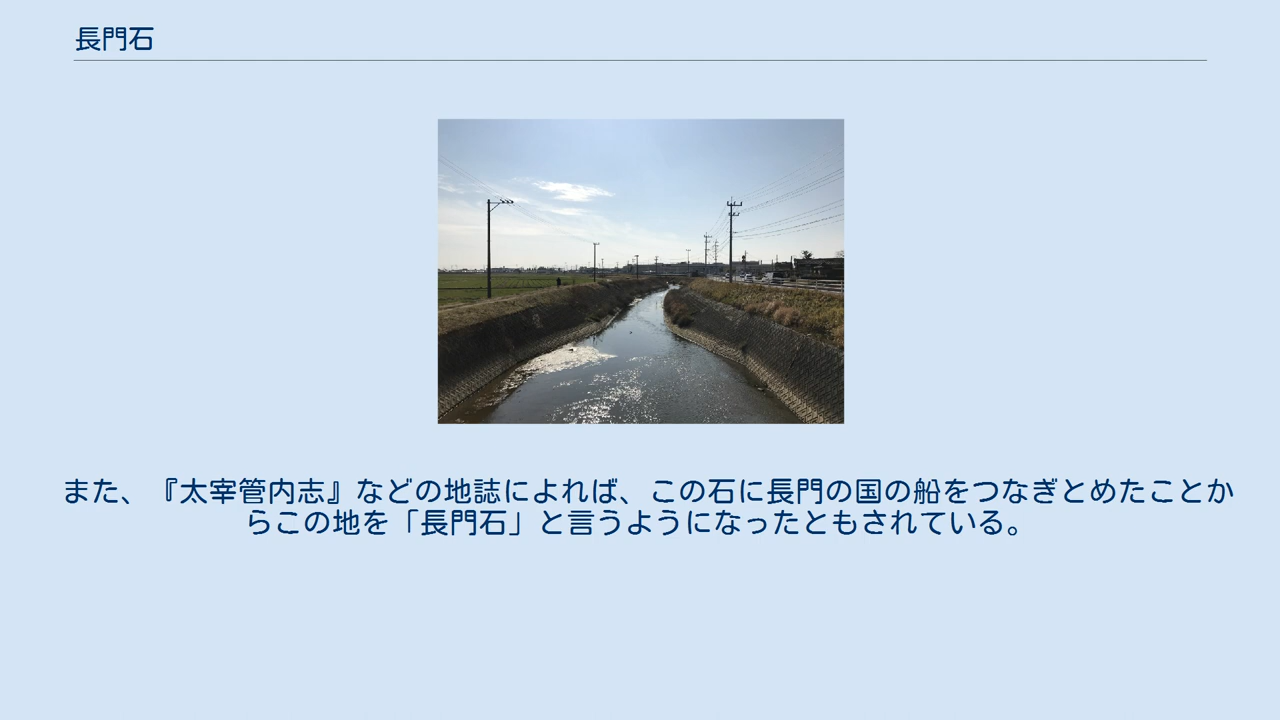 長門石
また、『太宰管内志』などの地誌によれば、この石に長門の国の船をつなぎとめたことか
らこの地を「長門石」と言うようになったともされている。